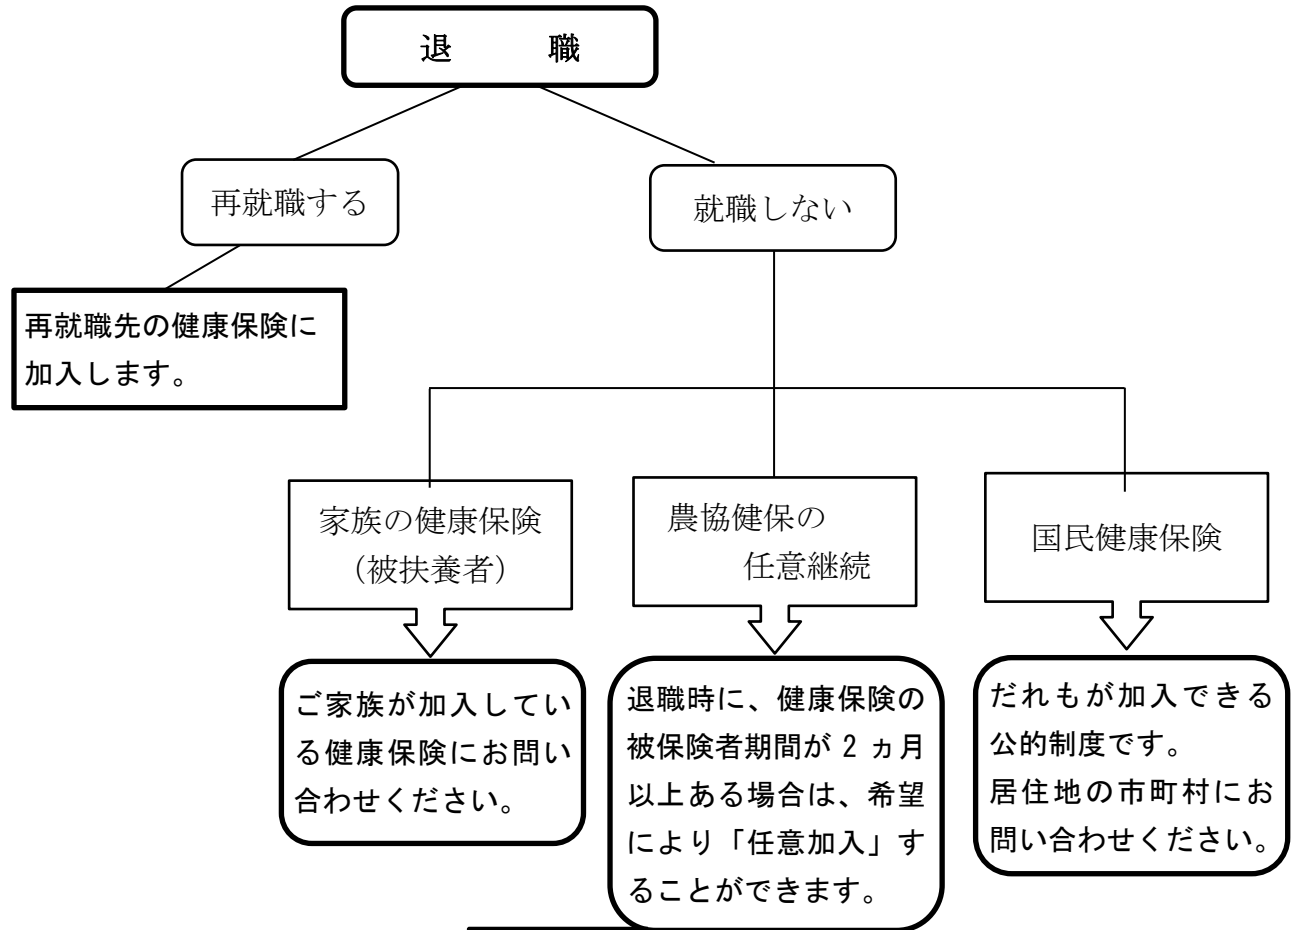 退　　　職
再就職する
就職しない
再就職先の健康保険に
加入します。
家族の健康保険
（被扶養者）
農協健保の
任意継続
国民健康保険
ご家族が加入してい
る健康保険にお問い
合わせください。
退職時に、健康保険の
被保険者期間が 2 ヵ月
以上ある場合は、希望
により「任意加入」す
ることができます。
だれもが加入できる
公的制度です。
居住地の市町村にお
問い合わせください。